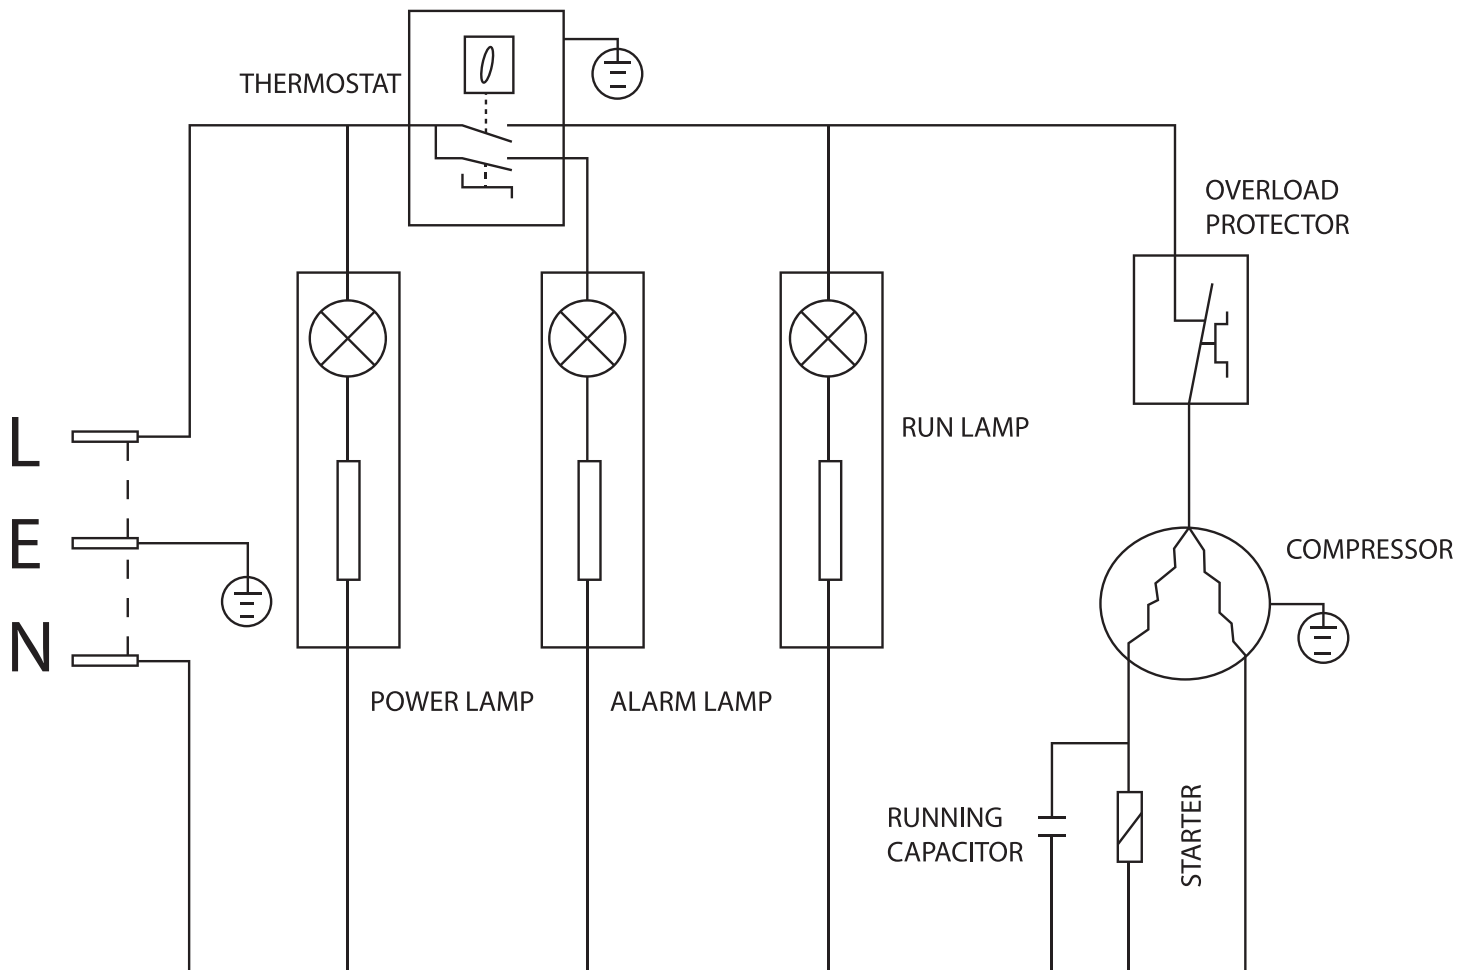 THERMOSTAT
OVERLOAD
PROTECTOR
L
RUN LAMP
E
COMPRESSOR
N
POWER LAMP
ALARM LAMP
RUNNING
CAPACITOR
STARTER